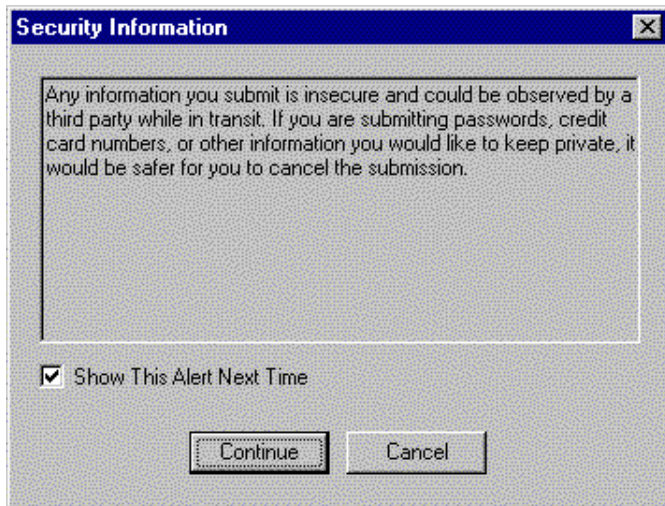 Security Information
Any information you submit is insecure and could be observed by a
third party while in transit. If you are submitting passwords, credit
card numbers, or other information you would like to keep private, it
would be safer for you to cancel the submission.
Show This Alert Next Time
Continue
Cancel